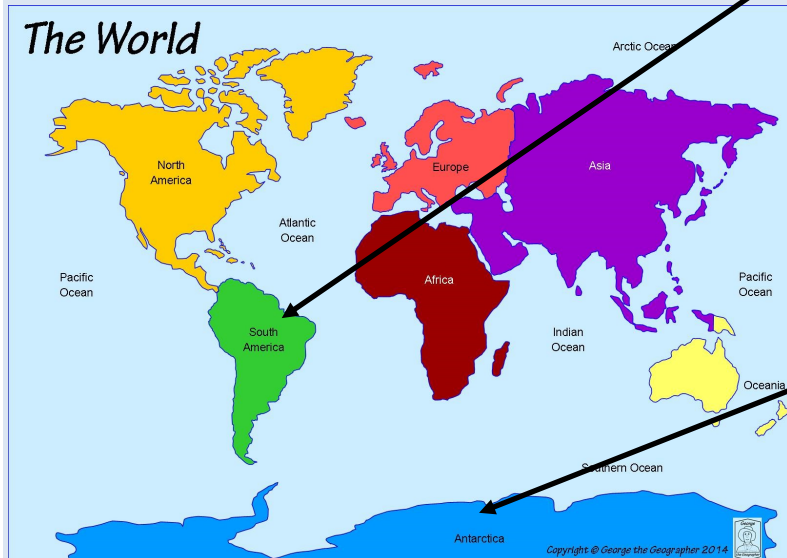 The World
Arctic Ocean
North
America
Europe
Asia
Atlantic
Ocean
Pacific
Ocean
Africa
Pacific
Ocean
South
America
Indian
Ocean
Oceania
Southern Ocean
Antarctica
Copyright © George the Geographer 2014
George